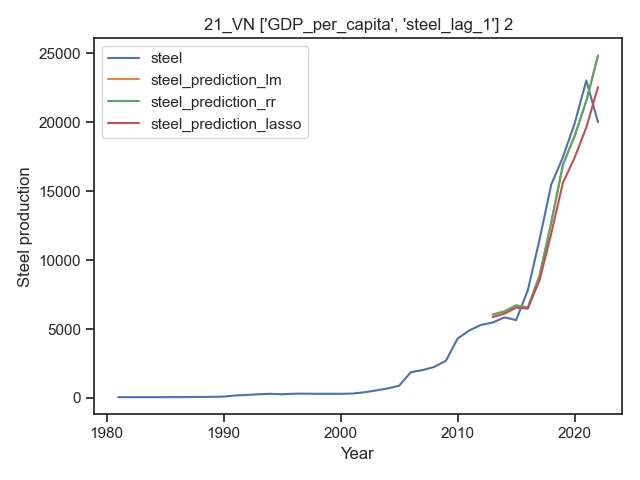 21_VN ['GDP_per_capita', 'steel_lag_1'] 2
steel
steel_prediction_lm
steel_prediction_rr
steel_prediction_lasso
25000
20000
15000
10000
5000
0
Steel production
1980
1990
2000
2010
2020
Year